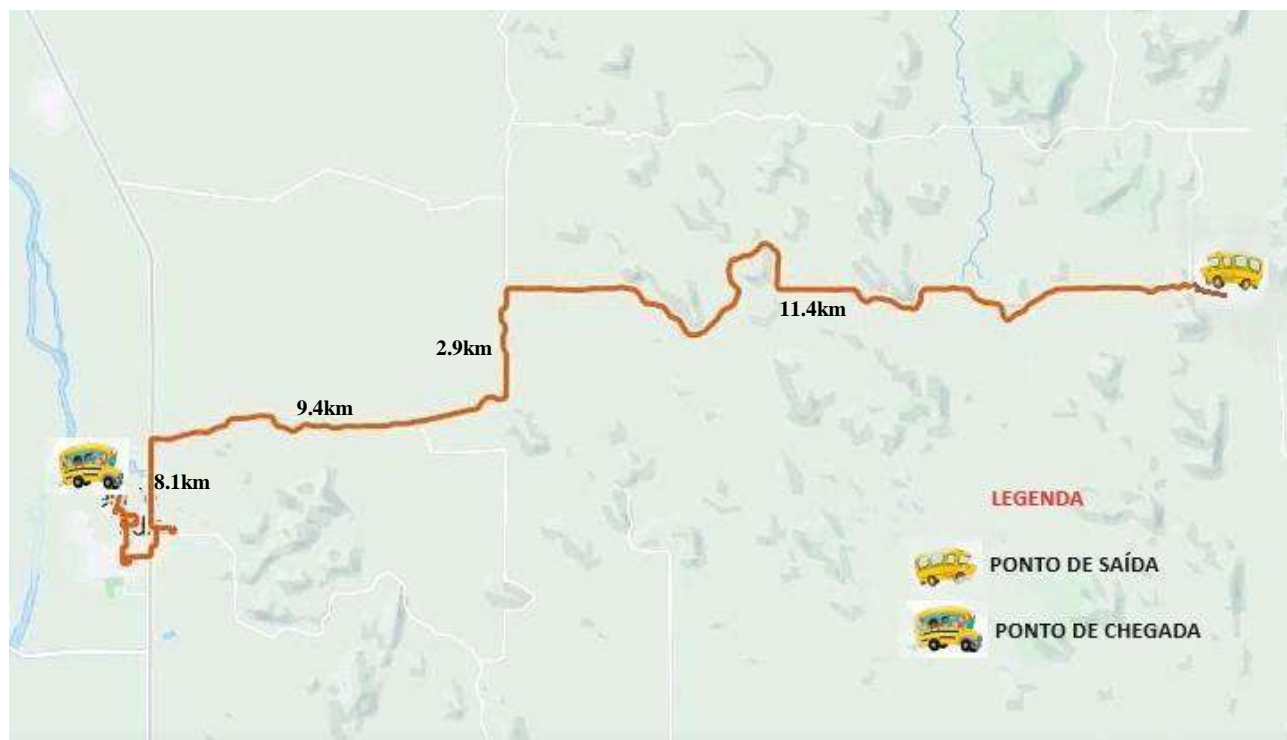 11.4km
2.9km
9.4km
8.1km
LEGENDA
PONTO DE SAÍDA
PONTO DE CHEGADA